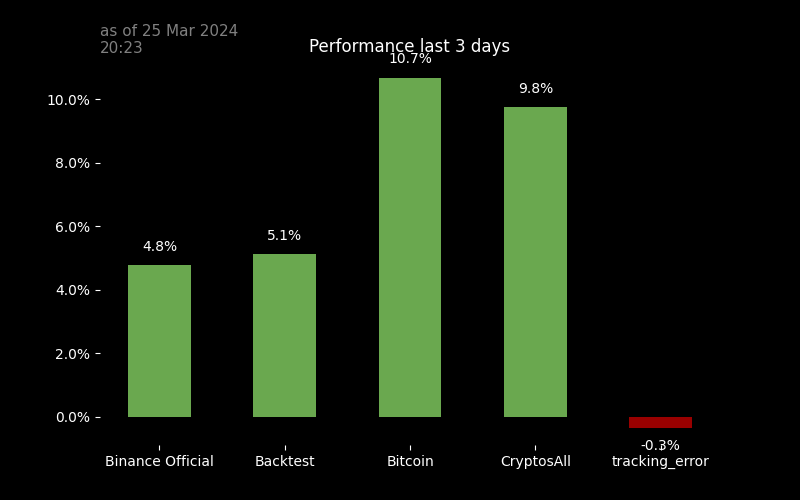 as of 25 Mar 2024
20:23
Performance last 3 days
10.7%
9.8%
5.1%
4.8%
-0.3%
10.0%
8.0%
6.0%
4.0%
2.0%
0.0%
Binance Official
Backtest
Bitcoin
CryptosAll
tracking_error